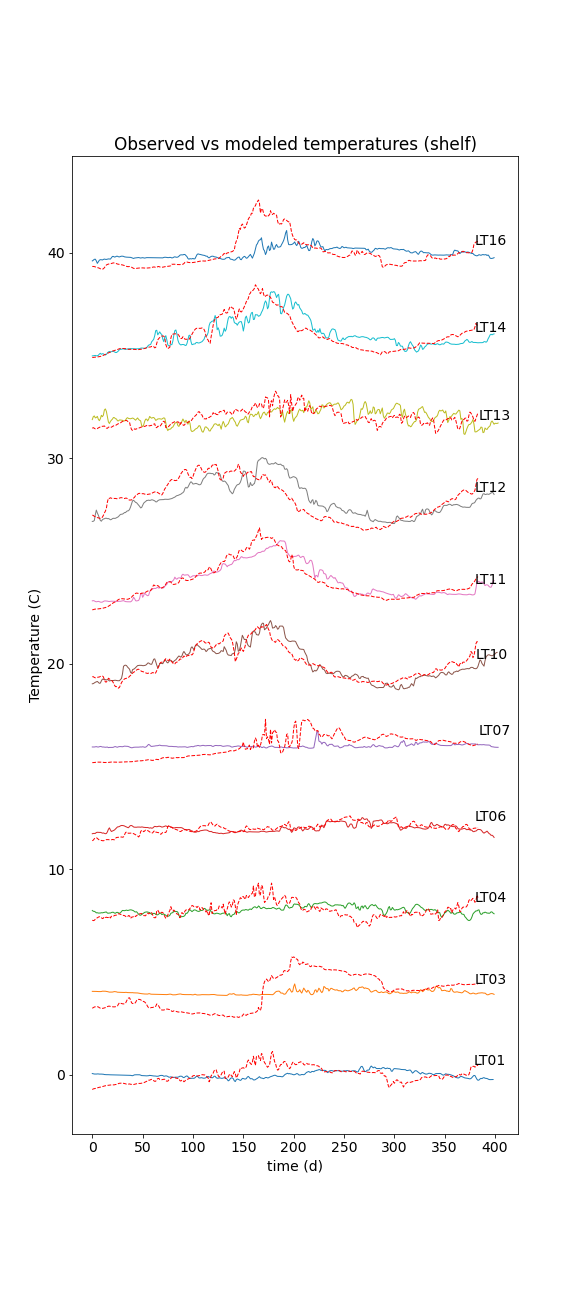 Observed vs modeled temperatures (shelf)
LT16
40
LT14
LT13
30
LT12
LT11
Temperature (C)
LT10
20
LT07
LT06
10
LT04
LT03
LT01
0
0 50 100 150 200 250 300 350 400
time (d)